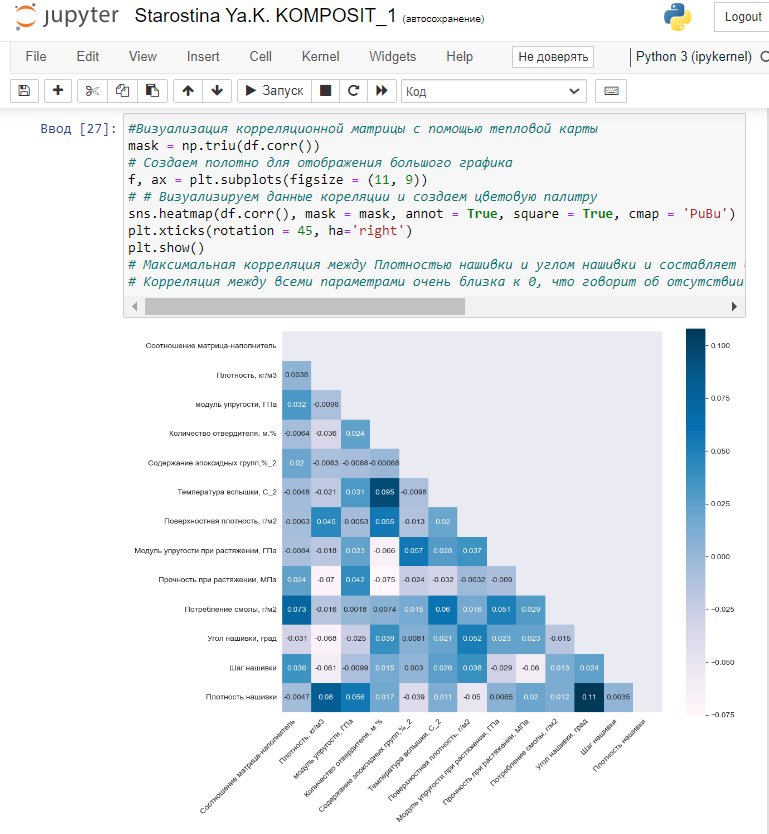 jupyter Starostina Ya.K. KOMPOSIT_1 (автосохранение)
Logout
File Edit View Insert Cell Kernel Widgets Help Не доверять Python 3 (ipykernel)
Запуск Код
Ввод [27]:
#Визуализация корреляционной матрицы с помощью тепловой карты
mask = np.triu(df.corr())
# Создаем полотно для отображения большого графика
f, ax = plt.subplots(figsize = (11, 9))
# # Визуализируем данные кореляции и создаем цветовую палитру
sns.heatmap(df.corr(), mask = mask, annot = True, square = True, cmap = 'PuBu')
plt.xticks(rotation = 45, ha='right')
plt.show()
# Максимальная корреляция между Плотностью нашивки и углом нашивки и составляет
# Корреляция между всеми параметрами очень близка к 0, что говорит об отсутствии
Соотношение матрица-наполнитель
Плотность, кг/м3 0.0038
модуль упругости, ГПа 0.032 -0.0096
Количество отвердителя, м.% -0.0064 -0.036 0.024
Содержание эпоксидных групп,%_2 0.02 -0.0083 -0.0068 -0.00068
Температура вспышки, С_2 -0.0048 -0.021 0.031 0.095 -0.0098
Поверхностная плотность, г/м2 -0.0063 0.045 -0.0053 0.055 -0.013 0.02
Модуль упругости при растяжении, ГПа -0.0084 -0.018 0.023 -0.066 0.057 0.028 0.037
Прочность при растяжении, МПа 0.024 -0.07 0.042 -0.075 -0.024 -0.032 -0.0032 -0.009
Потребление смолы, г/м2 0.073 -0.016 0.0018 0.0074 0.015 0.06 0.016 0.051 0.029
Угол нашивки, град -0.031 -0.068 -0.025 0.039 0.0081 0.021 0.052 0.023 0.023 -0.015
Шаг нашивки 0.036 -0.061 -0.0099 0.015 0.003 0.026 0.038 -0.029 -0.06 0.013 0.024
Плотность нашивки -0.0047 0.08 0.056 0.017 -0.039 0.011 -0.05 0.0065 0.02 0.012 0.11 0.0035
Соотношение матрица-наполнитель
Плотность, кг/м3
модуль упругости, ГПа
Количество отвердителя, м.%
Содержание эпоксидных групп,%_2
Температура вспышки, С_2
Поверхностная плотность, г/м2
Модуль упругости при растяжении, ГПа
Прочность при растяжении, МПа
Потребление смолы, г/м2
Угол нашивки, град
Шаг нашивки
Плотность нашивки
0.100
0.075
0.050
0.025
0.000
-0.025
-0.050
-0.075